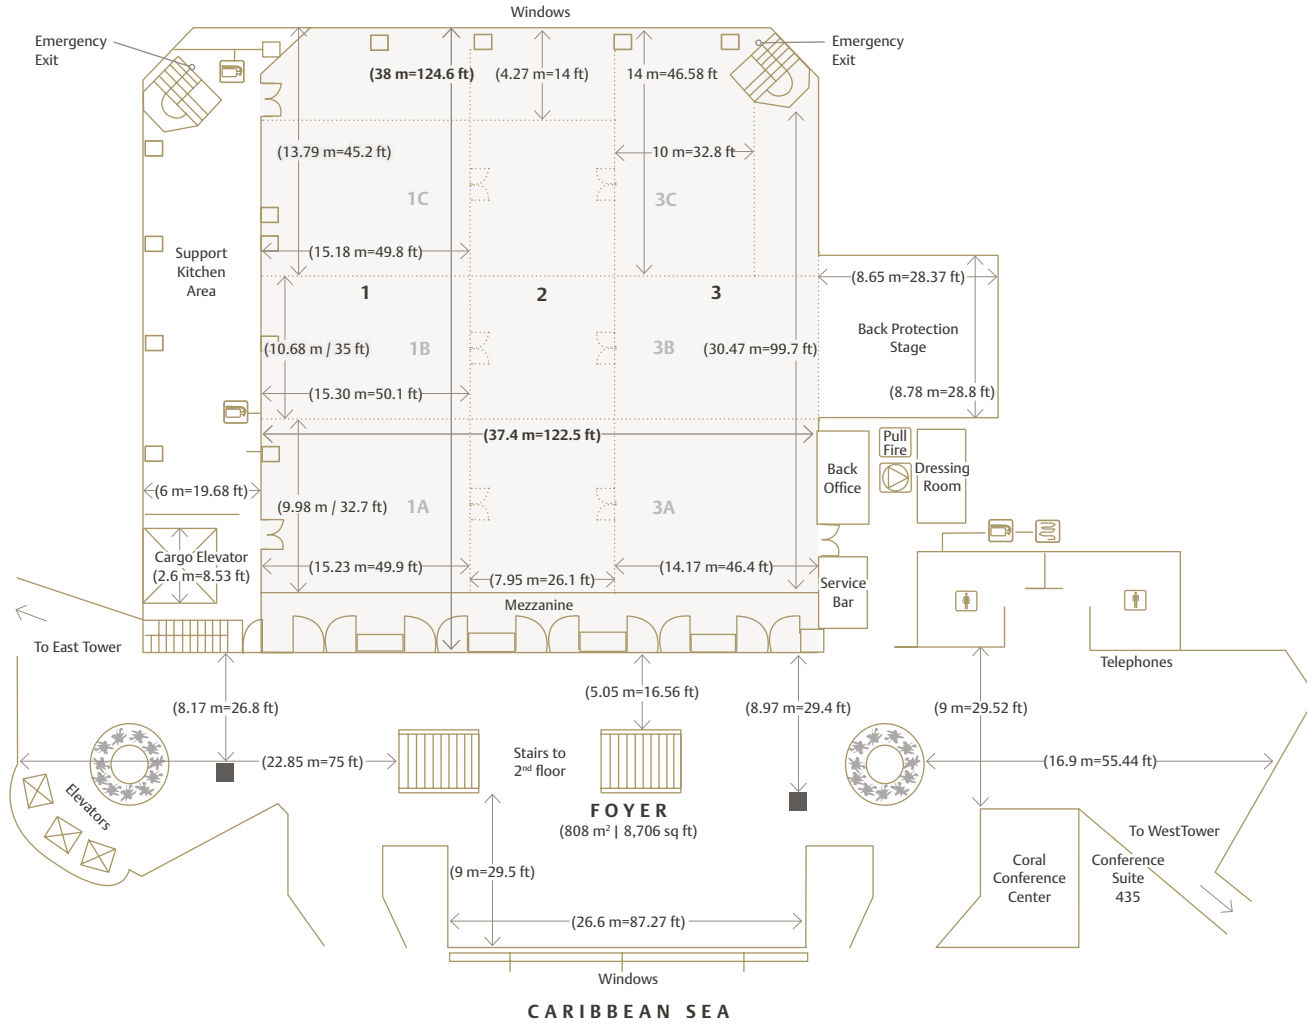 Windows
Emergency
Exit
Emergency
Exit
(38 m=124.6 ft)
(4.27 m=14 ft)
14 m=46.58 ft
(13.79 m=45.2 ft)
10 m=32.8 ft
1C
3C
Support
Kitchen
Area
(15.18 m=49.8 ft)
(8.65 m=28.37 ft)
1
2
3
Back Protection
Stage
(10.68 m / 35 ft)
1B
3B
(30.47 m=99.7 ft)
(15.30 m=50.1 ft)
(8.78 m=28.8 ft)
(37.4 m=122.5 ft)
Pull
Fire
Back
Office
Dressing
Room
(6 m=19.68 ft)
(9.98 m / 32.7 ft)
1A
3A
Cargo Elevator
(2.6 m=8.53 ft)
(15.23 m=49.9 ft)
(7.95 m=26.1 ft)
(14.17 m=46.4 ft)
Service
Bar
Mezzanine
To East Tower
Telephones
(8.17 m=26.8 ft)
(5.05 m=16.56 ft)
(8.97 m=29.4 ft)
(9 m=29.52 ft)
(22.85 m=75 ft)
Stairs to
2nd floor
(16.9 m=55.44 ft)
Elevators
FOYER
(808 m² | 8,706 sq ft)
To WestTower
(9 m=29.5 ft)
Coral
Conference
Center
Conference
Suite
435
(26.6 m=87.27 ft)
Windows
CARIBBEAN SEA